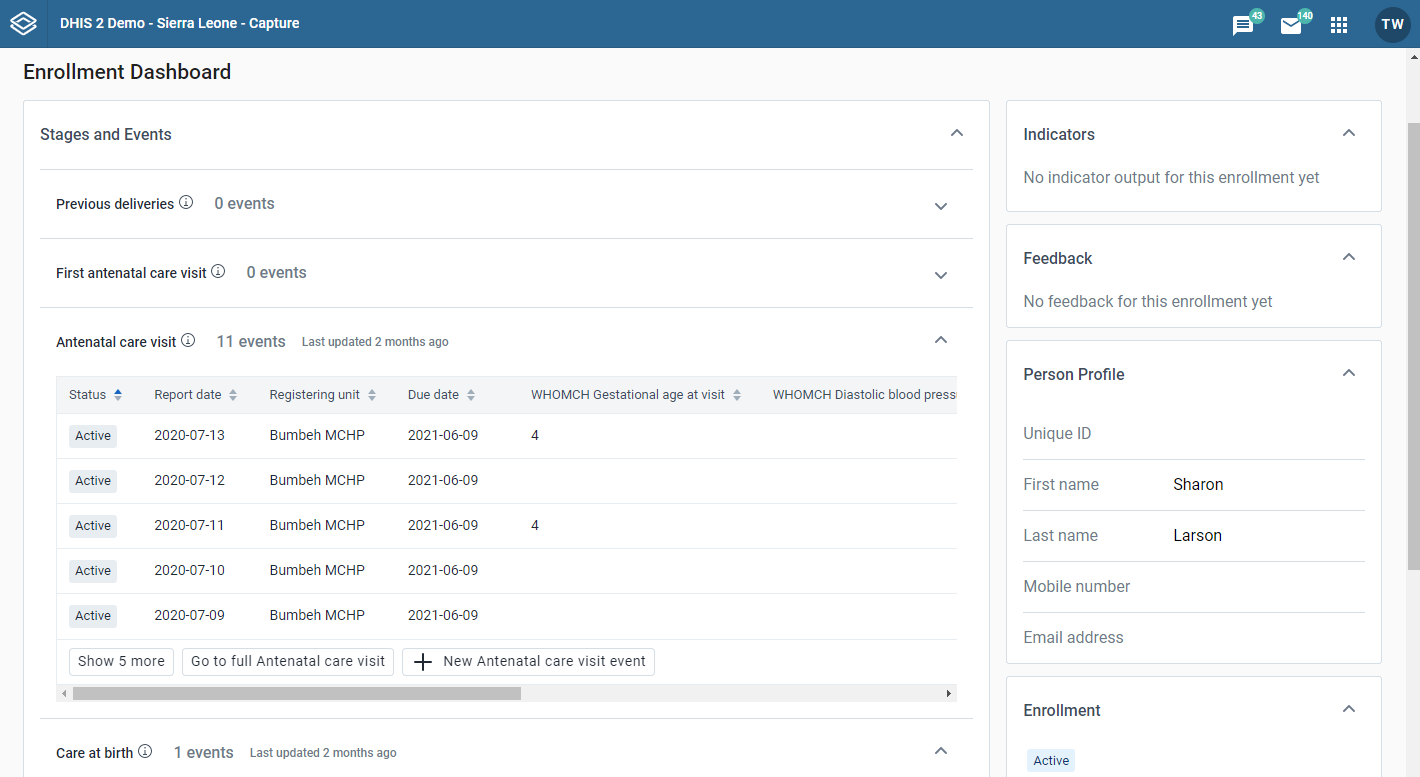 DHIS 2 Demo - Sierra Leone - Capture
43
140
TW
Enrollment Dashboard
Stages and Events
Previous deliveries 0 events
First antenatal care visit 0 events
Antenatal care visit 11 events Last updated 2 months ago
Status Report date Registering unit Due date WHOMCH Gestational age at visit WHOMCH Diastolic blood press
Active 2020-07-13 Bumbeh MCHP 2021-06-09 4
Active 2020-07-12 Bumbeh MCHP 2021-06-09
Active 2020-07-11 Bumbeh MCHP 2021-06-09 4
Active 2020-07-10 Bumbeh MCHP 2021-06-09
Active 2020-07-09 Bumbeh MCHP 2021-06-09
Show 5 more Go to full Antenatal care visit New Antenatal care visit event
Care at birth 1 events Last updated 2 months ago
Indicators
No indicator output for this enrollment yet
Feedback
No feedback for this enrollment yet
Person Profile
Unique ID
First name Sharon
Last name Larson
Mobile number
Email address
Enrollment
Active